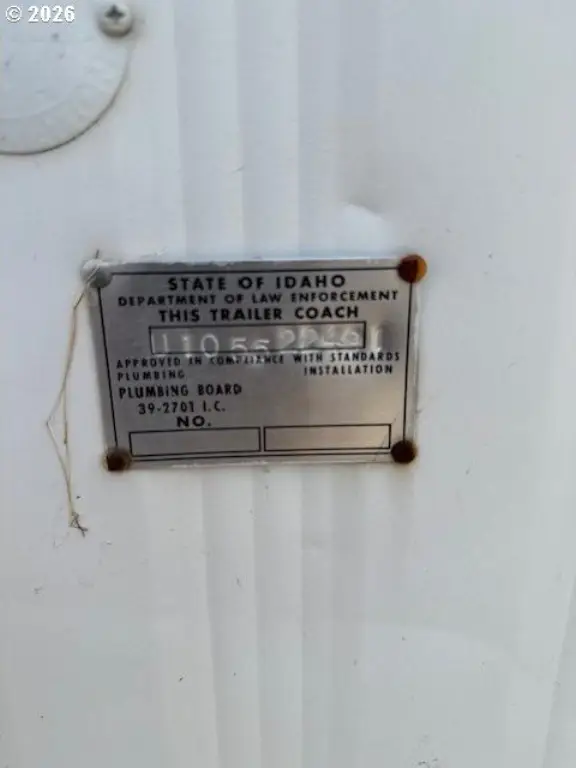 © 2026
STATE OF IDAHO
DEPARTMENT OF LAW ENFORCEMENT
THIS TRAILER COACH
APPROVED IN COMPLIANCE WITH STANDARDS
PLUMBING INSTALLATION
PLUMBING BOARD
39-2701 I.C.
NO.